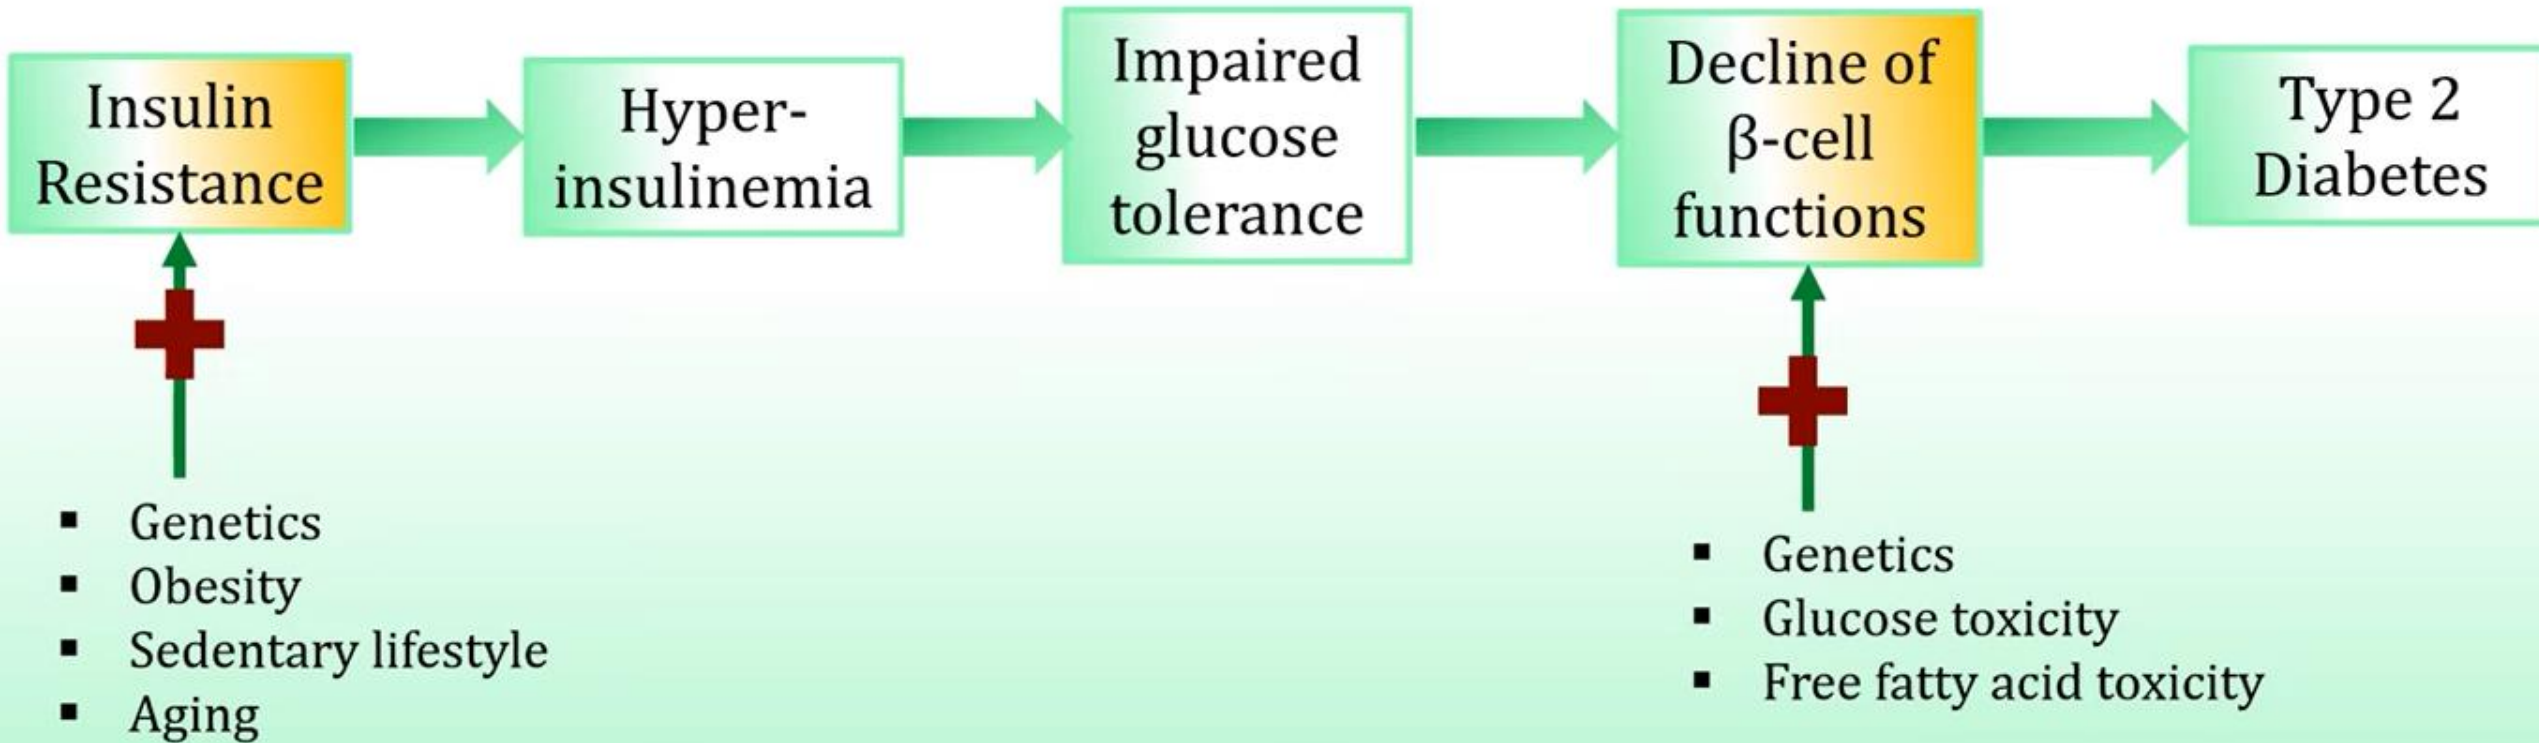 Insulin
Resistance
Hyper-
insulinemia
Impaired
glucose
tolerance
Decline of
β-cell
functions
Type 2
Diabetes
▪ Genetics
▪ Obesity
▪ Sedentary lifestyle
▪ Aging
▪ Genetics
▪ Glucose toxicity
▪ Free fatty acid toxicity